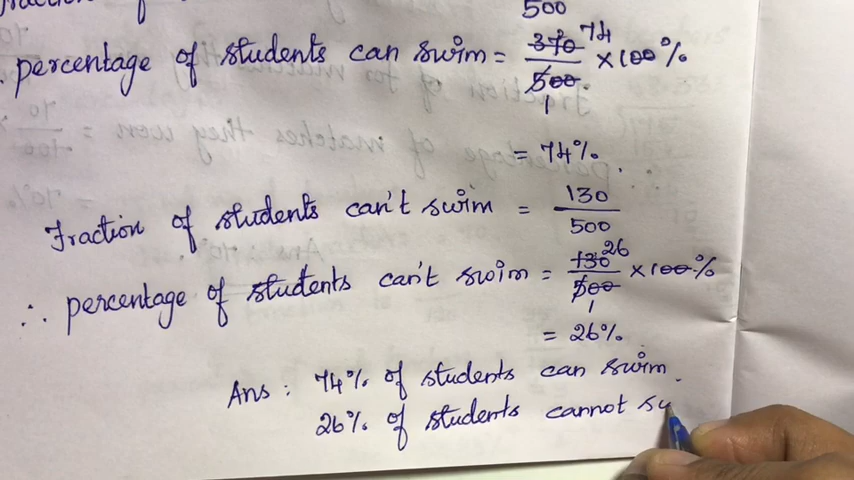 Fraction of
500
∴ percentage of students can swim = 370/500 × 100% 74 1
= 74%.
Fraction of students can't swim = 130/500
∴ percentage of students can't swim = 130/500 × 100% 26 1
= 26%
Ans : 74% of students can swim.
26% of students cannot